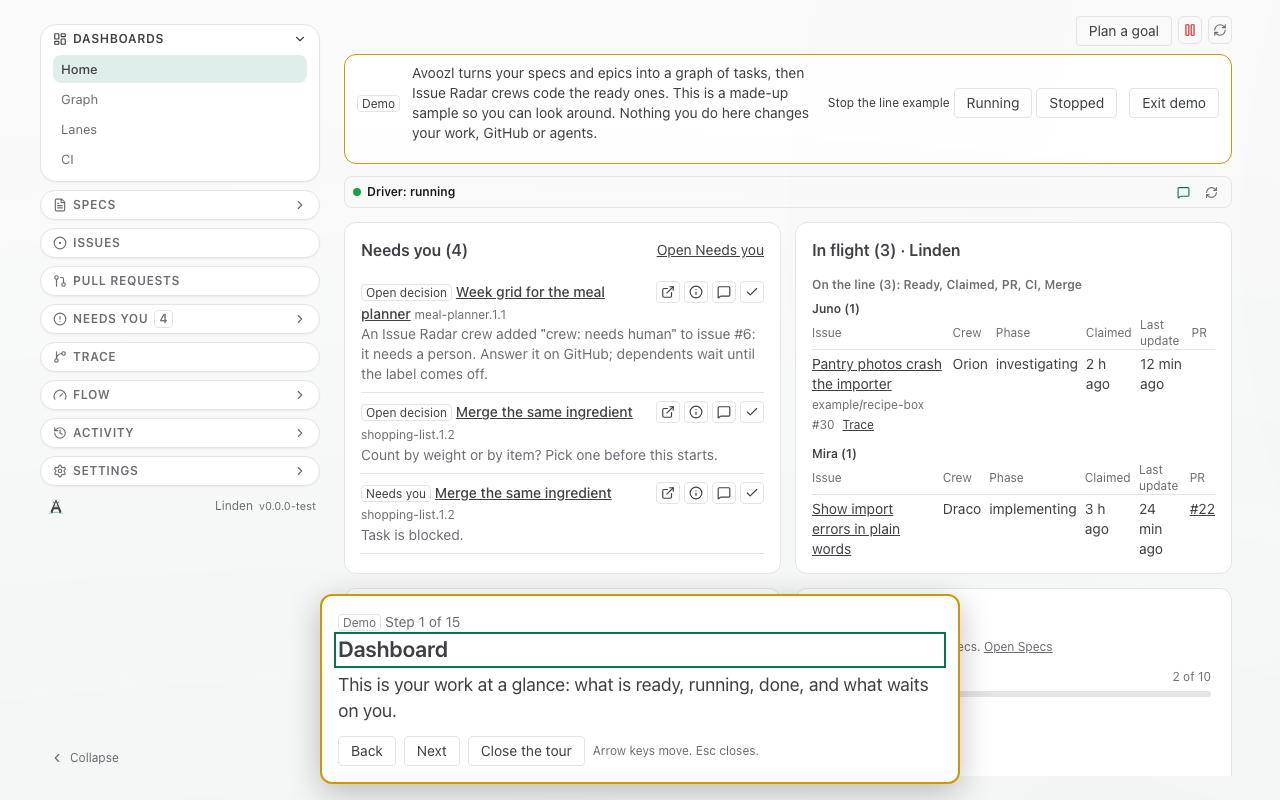 DASHBOARDS
Home
Graph
Lanes
CI
SPECS
ISSUES
PULL REQUESTS
NEEDS YOU 4
TRACE
FLOW
ACTIVITY
SETTINGS
Linden v0.0.0-test
Collapse
Plan a goal
Demo
Avoozl turns your specs and epics into a graph of tasks, then
Issue Radar crews code the ready ones. This is a made-up
sample so you can look around. Nothing you do here changes
your work, GitHub or agents.
Stop the line example
Running
Stopped
Exit demo
Driver: running
Needs you (4)
Open Needs you
Open decision Week grid for the meal
planner meal-planner.1.1
An Issue Radar crew added "crew: needs human" to issue #6:
it needs a person. Answer it on GitHub; dependents wait until
the label comes off.
Open decision Merge the same ingredient
shopping-list.1.2
Count by weight or by item? Pick one before this starts.
Needs you Merge the same ingredient
shopping-list.1.2
Task is blocked.
In flight (3) · Linden
On the line (3): Ready, Claimed, PR, CI, Merge
Juno (1)
Issue Crew Phase Claimed Last update PR
Pantry photos crash Orion investigating 2 h 12 min
the importer ago ago
example/recipe-box
#30 Trace
Mira (1)
Issue Crew Phase Claimed Last update PR
Show import Draco implementing 3 h 24 #22
errors in plain ago min
words ago
ecs. Open Specs
2 of 10
Demo Step 1 of 15
Dashboard
This is your work at a glance: what is ready, running, done, and what waits
on you.
Back
Next
Close the tour
Arrow keys move. Esc closes.